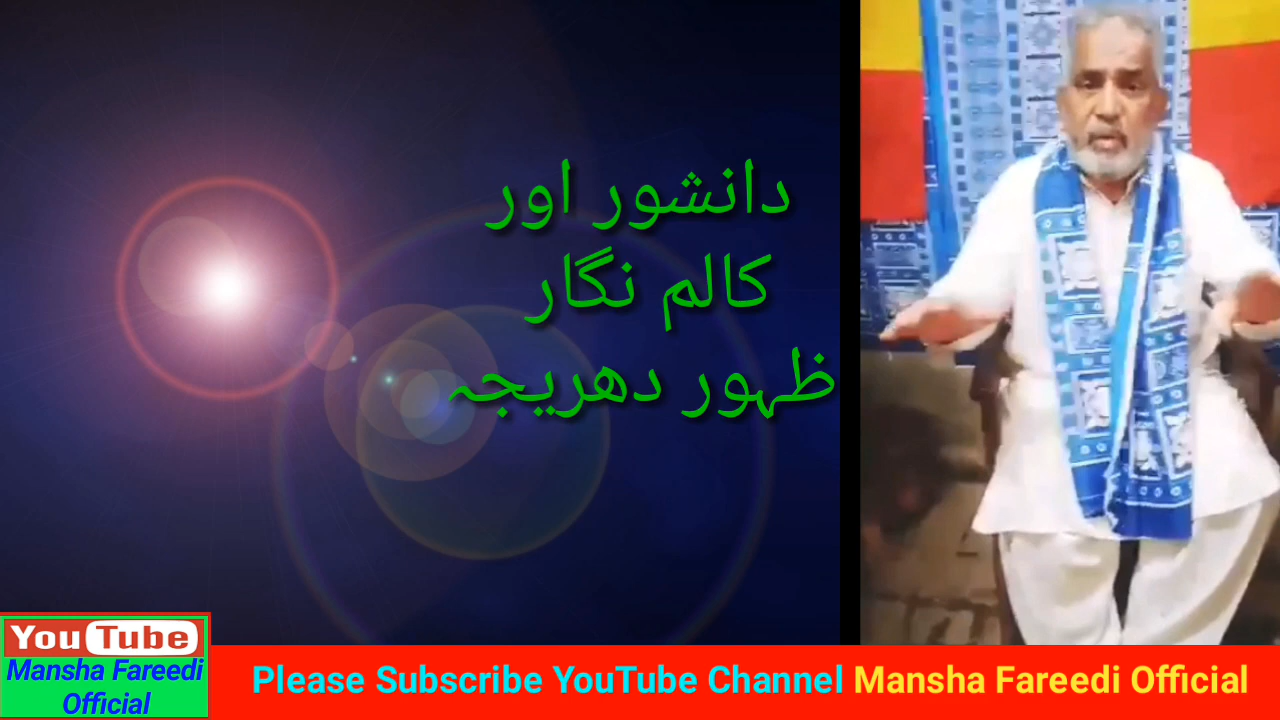 دانشور اور
کالم نگار
ظہور دھریجہ
YouTube
Mansha Fareedi
Official
Please Subscribe YouTube Channel Mansha Fareedi Official